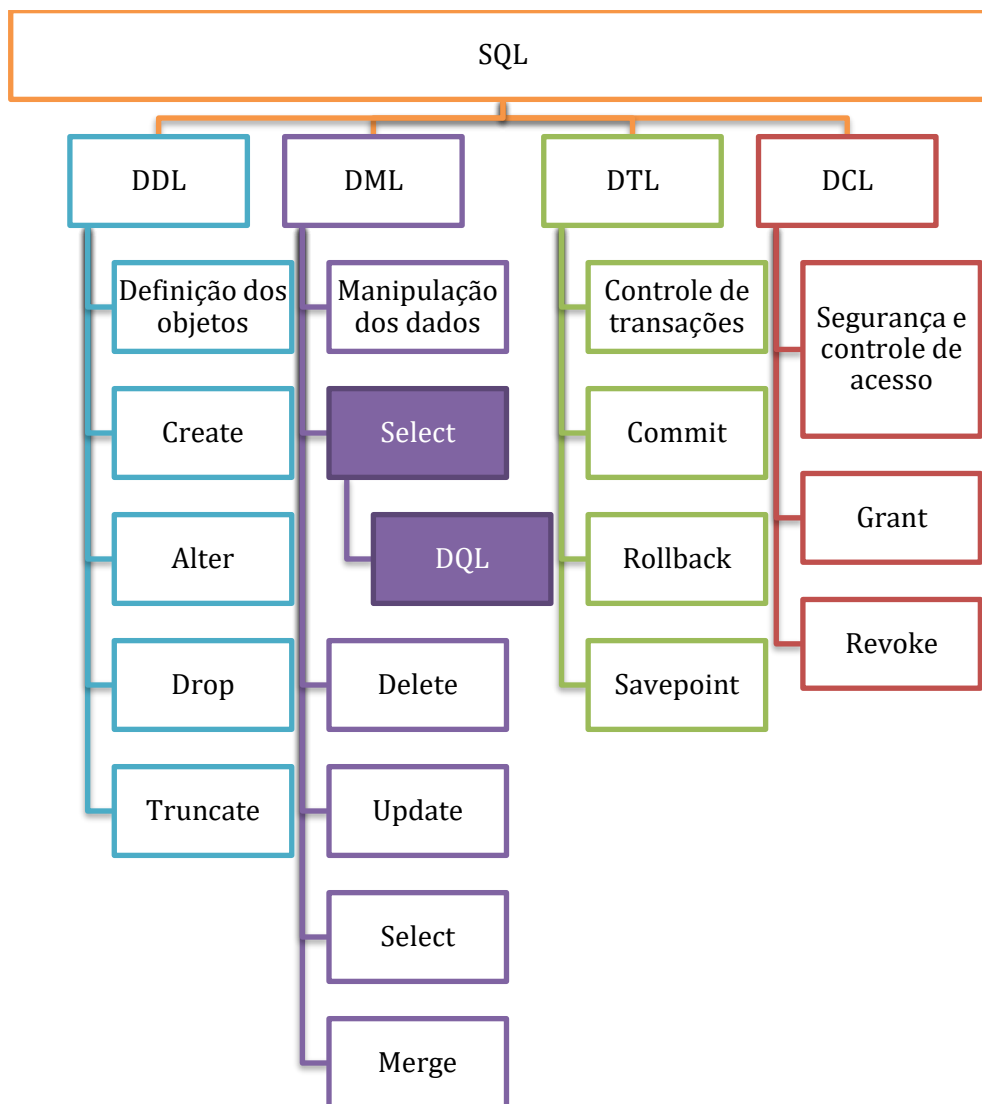 SQL
DDL
DML
DTL
DCL
Definição dos
objetos
Create
Alter
Drop
Truncate
Manipulação
dos dados
Select
DQL
Delete
Update
Select
Merge
Controle de
transações
Commit
Rollback
Savepoint
Segurança e
controle de
acesso
Grant
Revoke